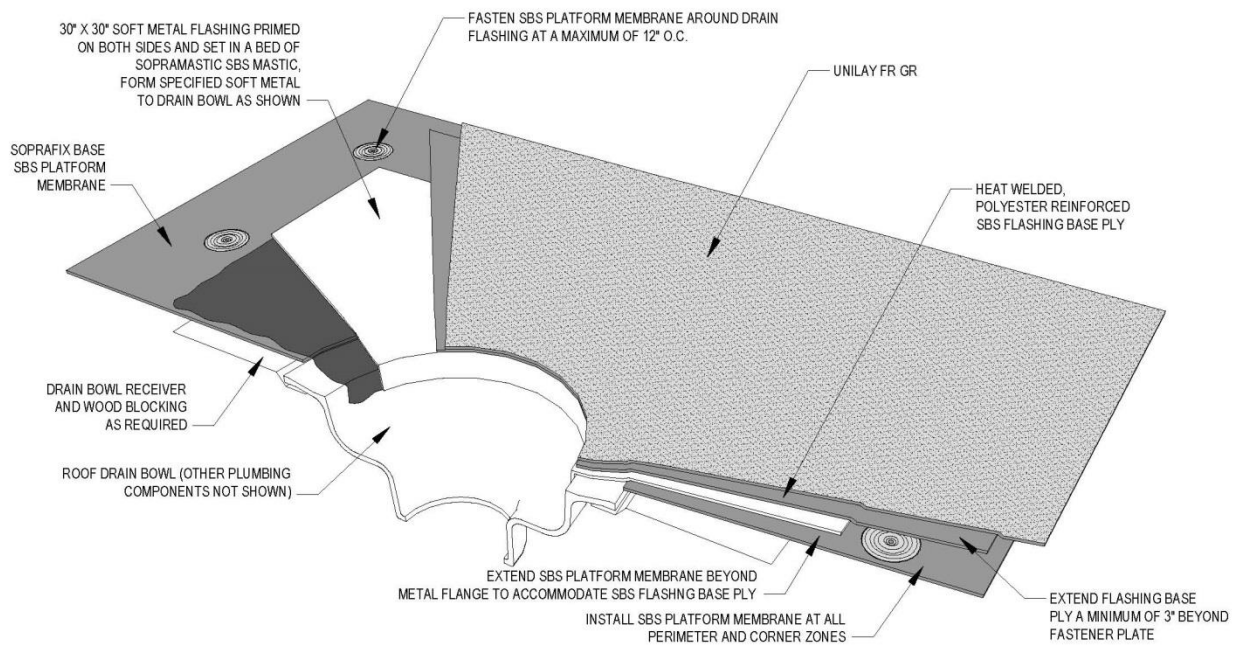 30" X 30" SOFT METAL FLASHING PRIMED
ON BOTH SIDES AND SET IN A BED OF
SOPRAMASTIC SBS MASTIC,
FORM SPECIFIED SOFT METAL
TO DRAIN BOWL AS SHOWN
FASTEN SBS PLATFORM MEMBRANE AROUND DRAIN
FLASHING AT A MAXIMUM OF 12" O.C.
UNILAY FR GR
SOPRAFIX BASE
SBS PLATFORM
MEMBRANE
HEAT WELDED,
POLYESTER REINFORCED
SBS FLASHING BASE PLY
DRAIN BOWL RECEIVER
AND WOOD BLOCKING
AS REQUIRED
ROOF DRAIN BOWL (OTHER PLUMBING
COMPONENTS NOT SHOWN)
EXTEND SBS PLATFORM MEMBRANE BEYOND
METAL FLANGE TO ACCOMMODATE SBS FLASHNG BASE PLY
INSTALL SBS PLATFORM MEMBRANE AT ALL
PERIMETER AND CORNER ZONES
EXTEND FLASHING BASE
PLY A MINIMUM OF 3" BEYOND
FASTENER PLATE